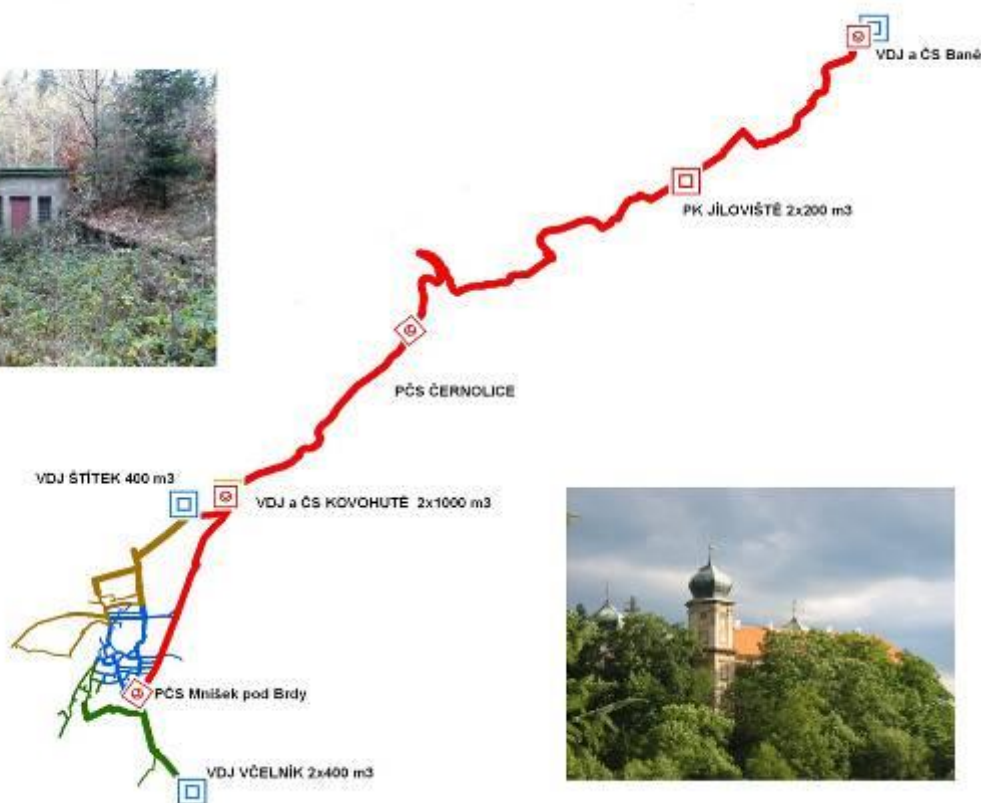 VDJ a ČS Baně
PK JÍLOVIŠTĚ 2x200 m3
PČS ČERNOLICE
VDJ ŠTÍTEK 400 m3
VDJ a ČS KOVOHUTĚ 2x1000 m3
PČS Mníšek pod Brdy
VDJ VČELNÍK 2x400 m3